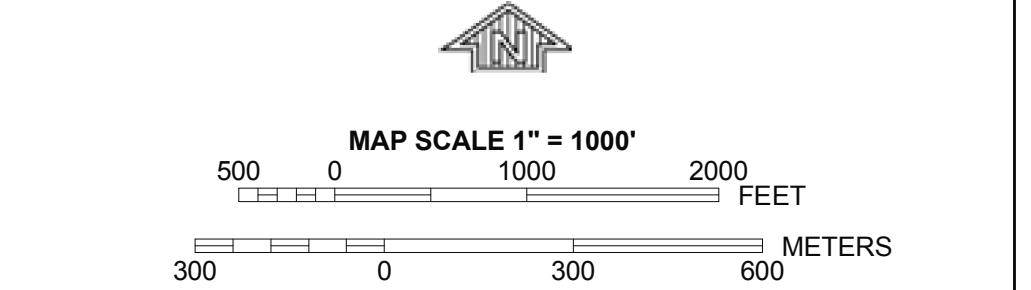 N
MAP SCALE 1" = 1000'
500 0 1000 2000
FEET
METERS
300 0 300 600